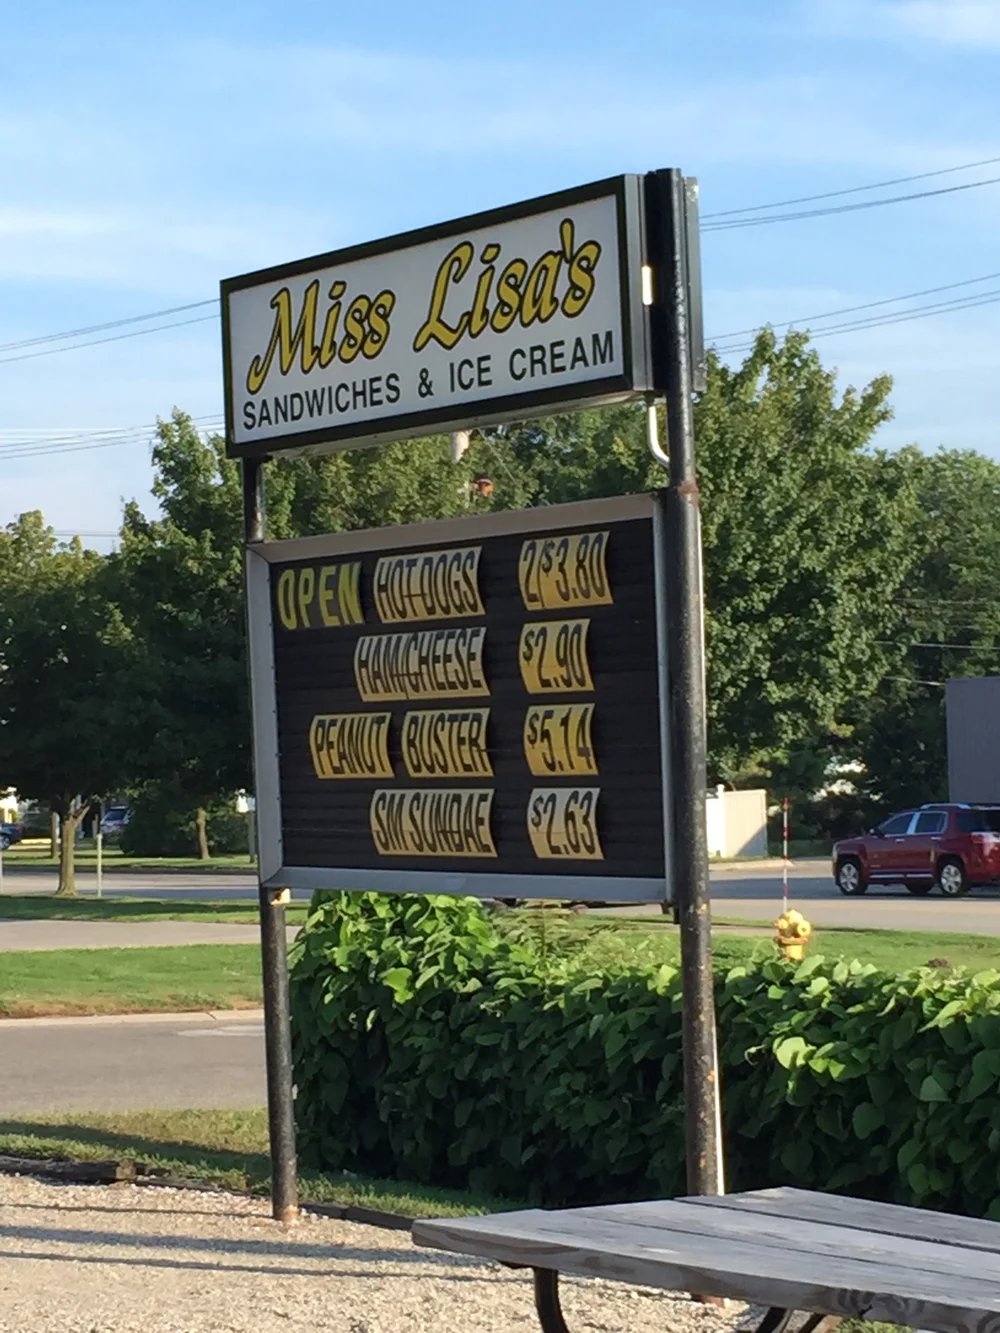 Miss Lisa's
SANDWICHES & ICE CREAM
OPEN HOT DOGS 2/$3.80
HAM/CHEESE $2.90
PEANUT BUSTER $5.14
SM SUNDAE $2.63